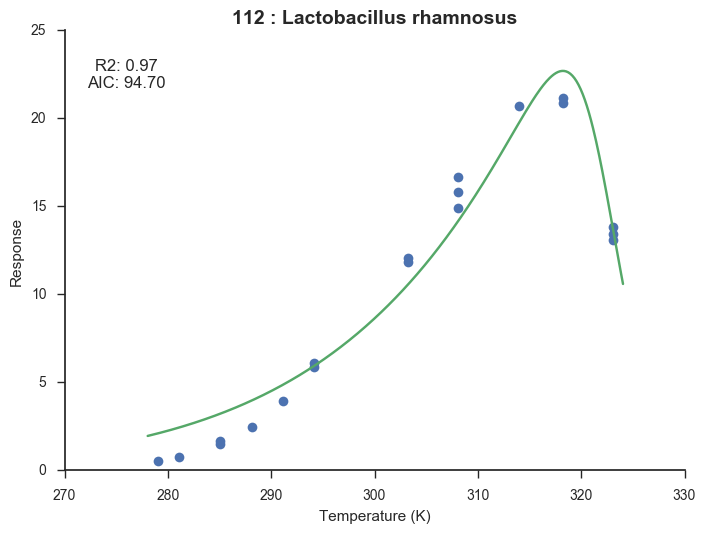 112 : Lactobacillus rhamnosus
R2: 0.97
AIC: 94.70
25
20
15
10
5
0
Response
270
280
290
300
310
320
330
Temperature (K)